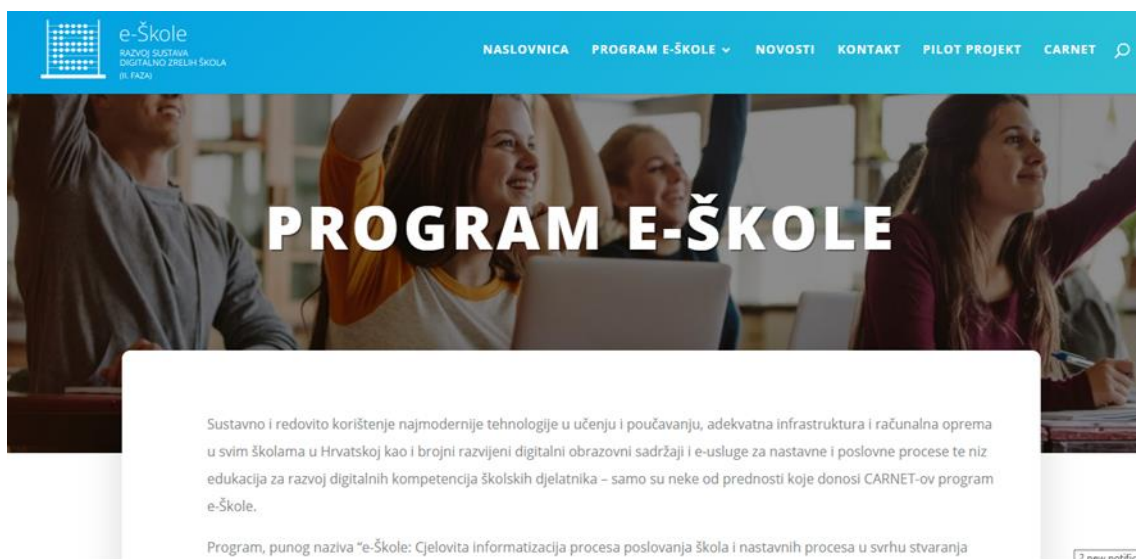 e-Škole
RAZVOJ SUSTAVA
DIGITALNO ZRELIH ŠKOLA
(II. FAZA)
NASLOVNICA PROGRAM E-ŠKOLE NOVOSTI KONTAKT PILOT PROJEKT CARNET
PROGRAM E-ŠKOLE
Sustavno i redovito korištenje najmodernije tehnologije u učenju i poučavanju, adekvatna infrastruktura i računalna oprema
u svim školama u Hrvatskoj kao i brojni razvijeni digitalni obrazovni sadržaji i e-usluge za nastavne i poslovne procese te niz
edukacija za razvoj digitalnih kompetencija školskih djelatnika – samo su neke od prednosti koje donosi CARNET-ov program
e-Škole.
Program, punog naziva “e-Škole: Cjelovita informatizacija procesa poslovanja škola i nastavnih procesa u svrhu stvaranja
2 new